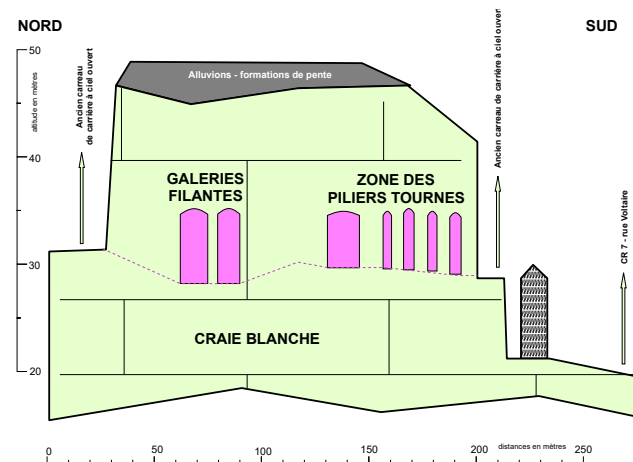 NORD
SUD
50
40
30
20
altitude en mètres
Ancien carreau
de carrière à ciel ouvert
Alluvions - formations de pente
Ancien carreau de carrière à ciel ouvert
GALERIES
FILANTES
ZONE DES
PILIERS TOURNES
CR 7 - rue Voltaire
CRAIE BLANCHE
distances en mètres
0
50
100
150
200
250